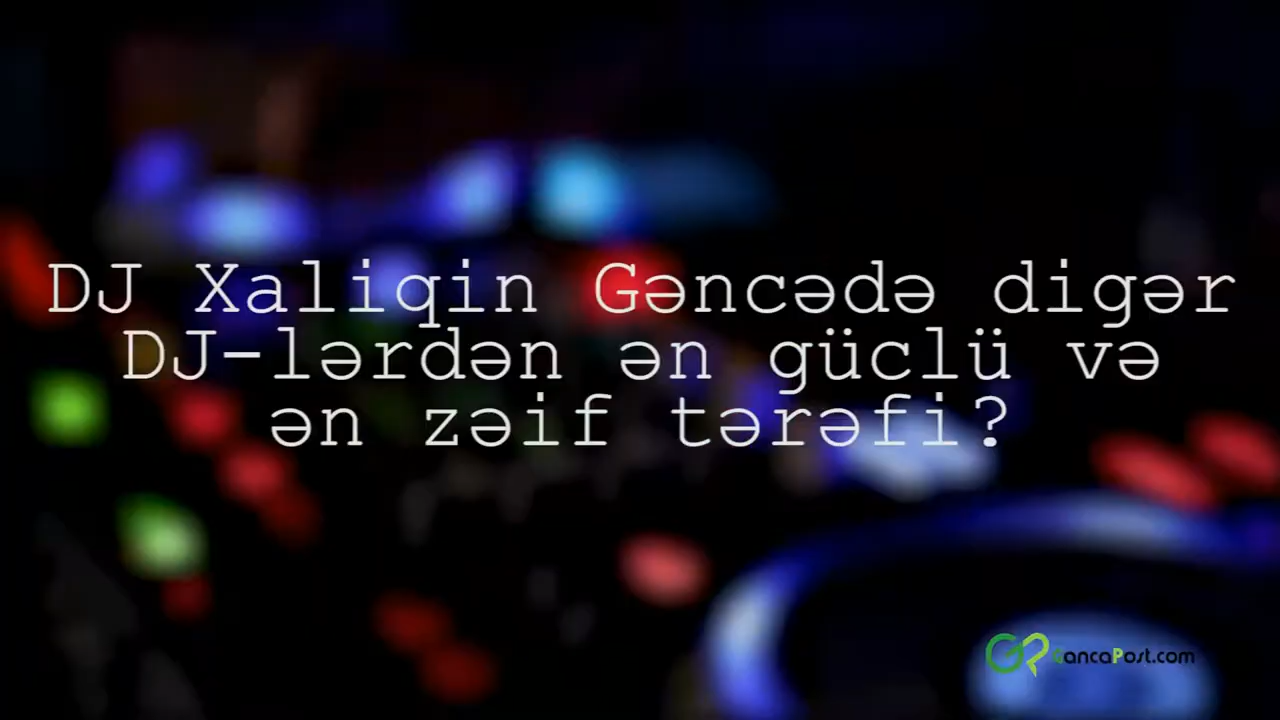 DJ Xaliqin Gəncədə digər
DJ-lərdən ən güclü və
ən zəif tərəfi?
GancaPost.com